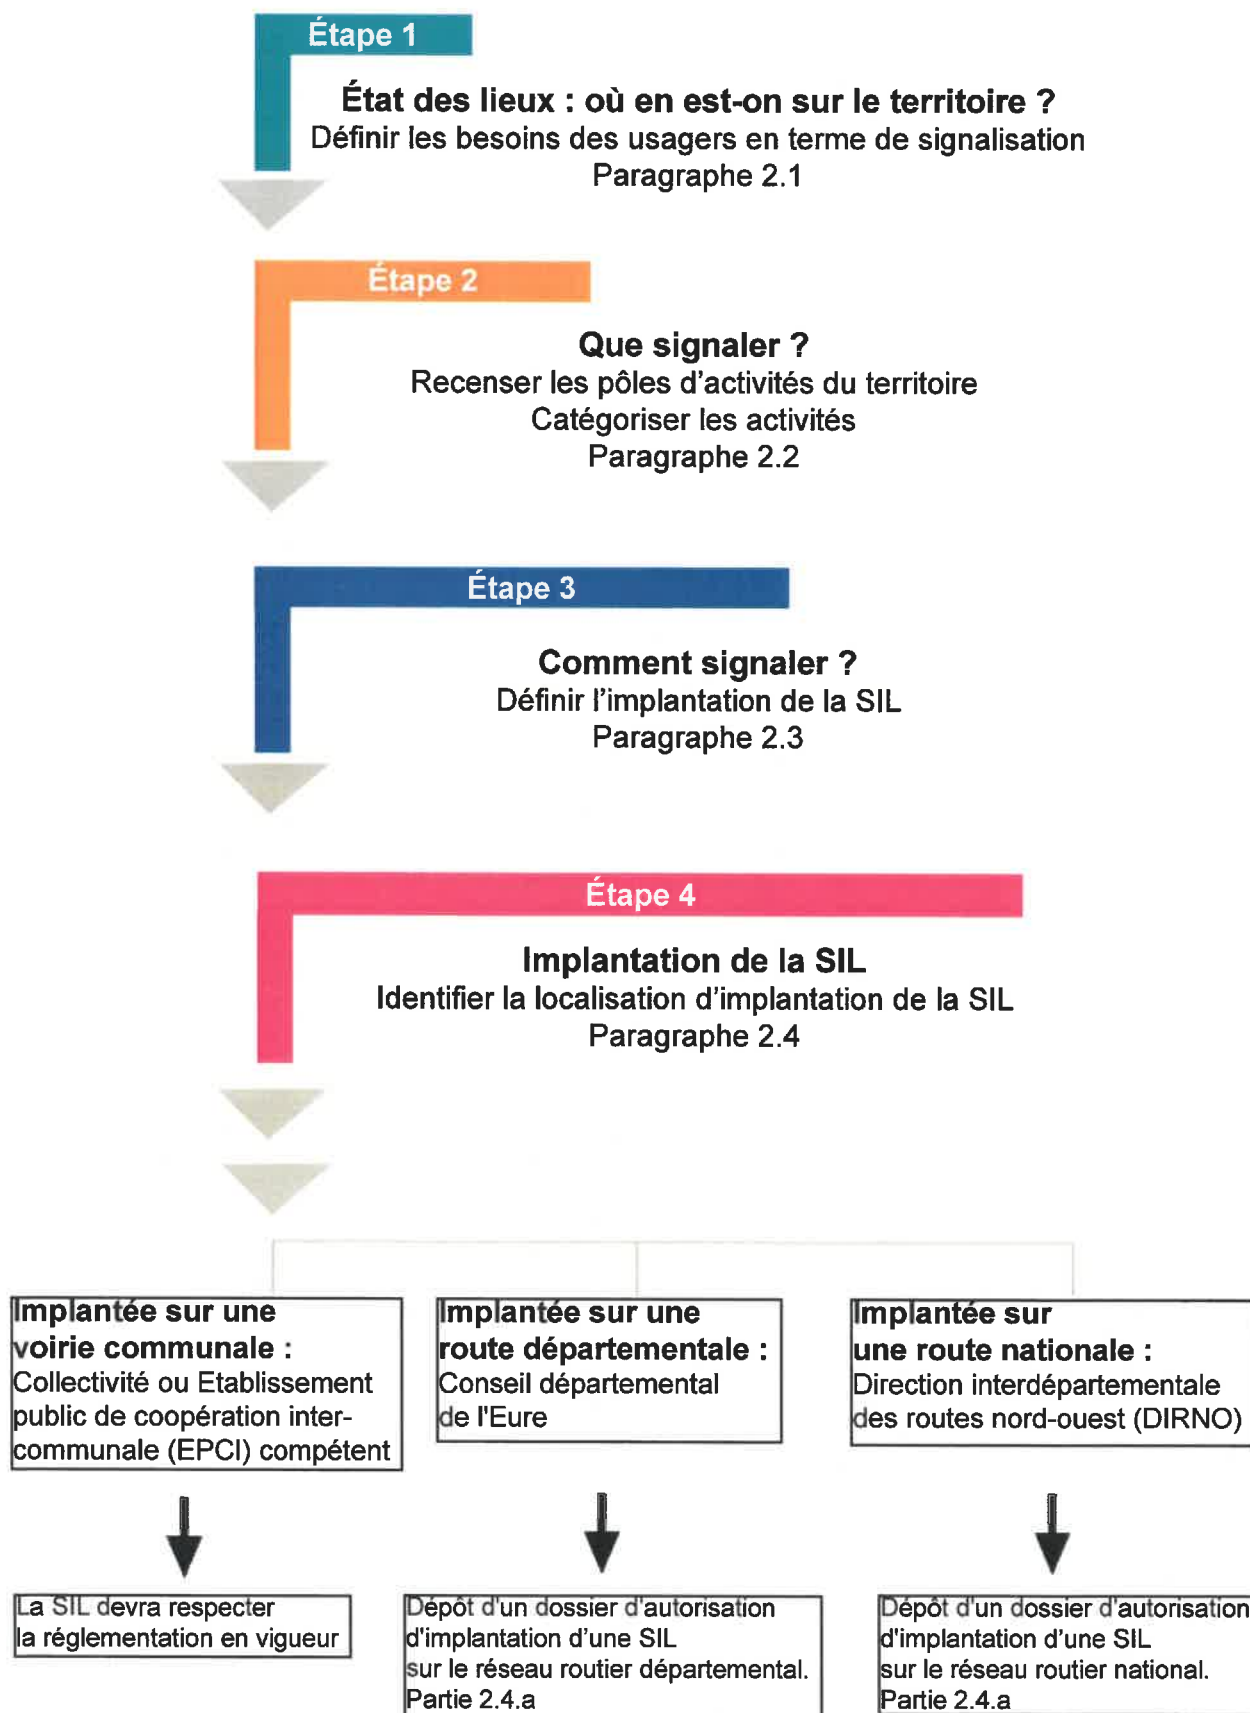 Étape 1
État des lieux : où en est-on sur le territoire ?
Définir les besoins des usagers en terme de signalisation
Paragraphe 2.1
Étape 2
Que signaler ?
Recenser les pôles d'activités du territoire
Catégoriser les activités
Paragraphe 2.2
Étape 3
Comment signaler ?
Définir l'implantation de la SIL
Paragraphe 2.3
Étape 4
Implantation de la SIL
Identifier la localisation d'implantation de la SIL
Paragraphe 2.4
Implantée sur une
voirie communale :
Collectivité ou Etablissement
public de coopération inter-
communale (EPCI) compétent
Implantée sur une
route départementale :
Conseil départemental
de l'Eure
Implantée sur
une route nationale :
Direction interdépartementale
des routes nord-ouest (DIRNO)
La SIL devra respecter
la réglementation en vigueur
Dépôt d'un dossier d'autorisation
d'implantation d'une SIL
sur le réseau routier départemental.
Partie 2.4.a
Dépôt d'un dossier d'autorisation
d'implantation d'une SIL
sur le réseau routier national.
Partie 2.4.a